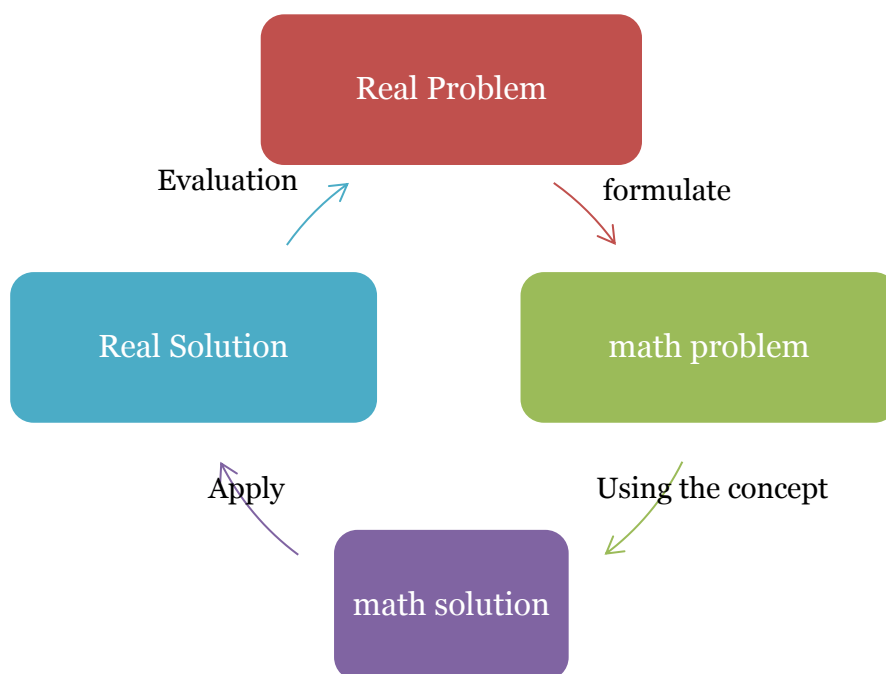 Real Problem
Evaluation
formulate
Real Solution
math problem
Apply
Using the concept
math solution